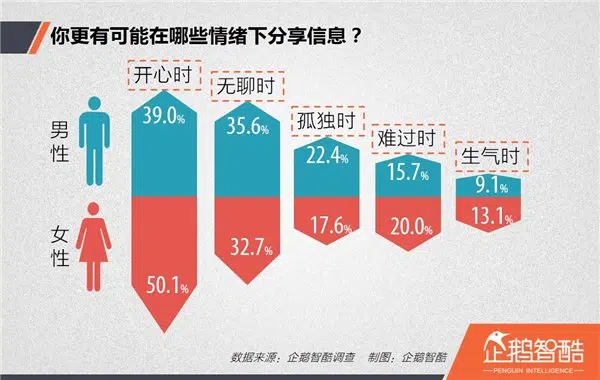 你更有可能在哪些情绪下分享信息？
开心时
无聊时
孤独时
难过时
生气时
男性
39.0%
35.6%
22.4%
15.7%
9.1%
女性
50.1%
32.7%
17.6%
20.0%
13.1%
数据来源：企鹅智酷调查 制图：企鹅智酷
企鹅智酷
PENGUIN INTELLIGENCE